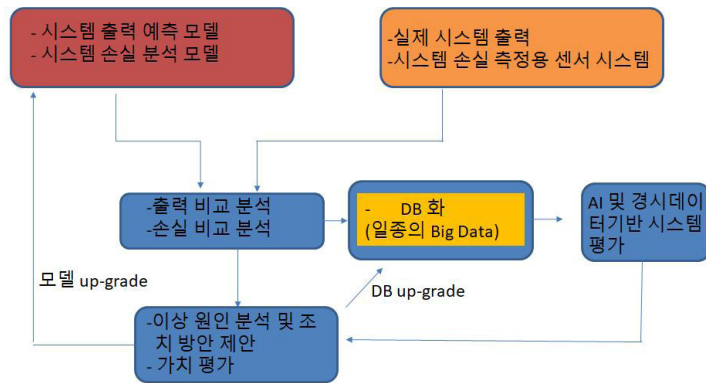 - 시스템 출력 예측 모델
- 시스템 손실 분석 모델
-실제 시스템 출력
-시스템 손실 측정용 센서 시스템
-출력 비교 분석
-손실 비교 분석
- DB 화
(일종의 Big Data)
AI 및 경시데이
터기반 시스템
평가
모델 up-grade
DB up-grade
-이상 원인 분석 및 조
치 방안 제안
- 가치 평가